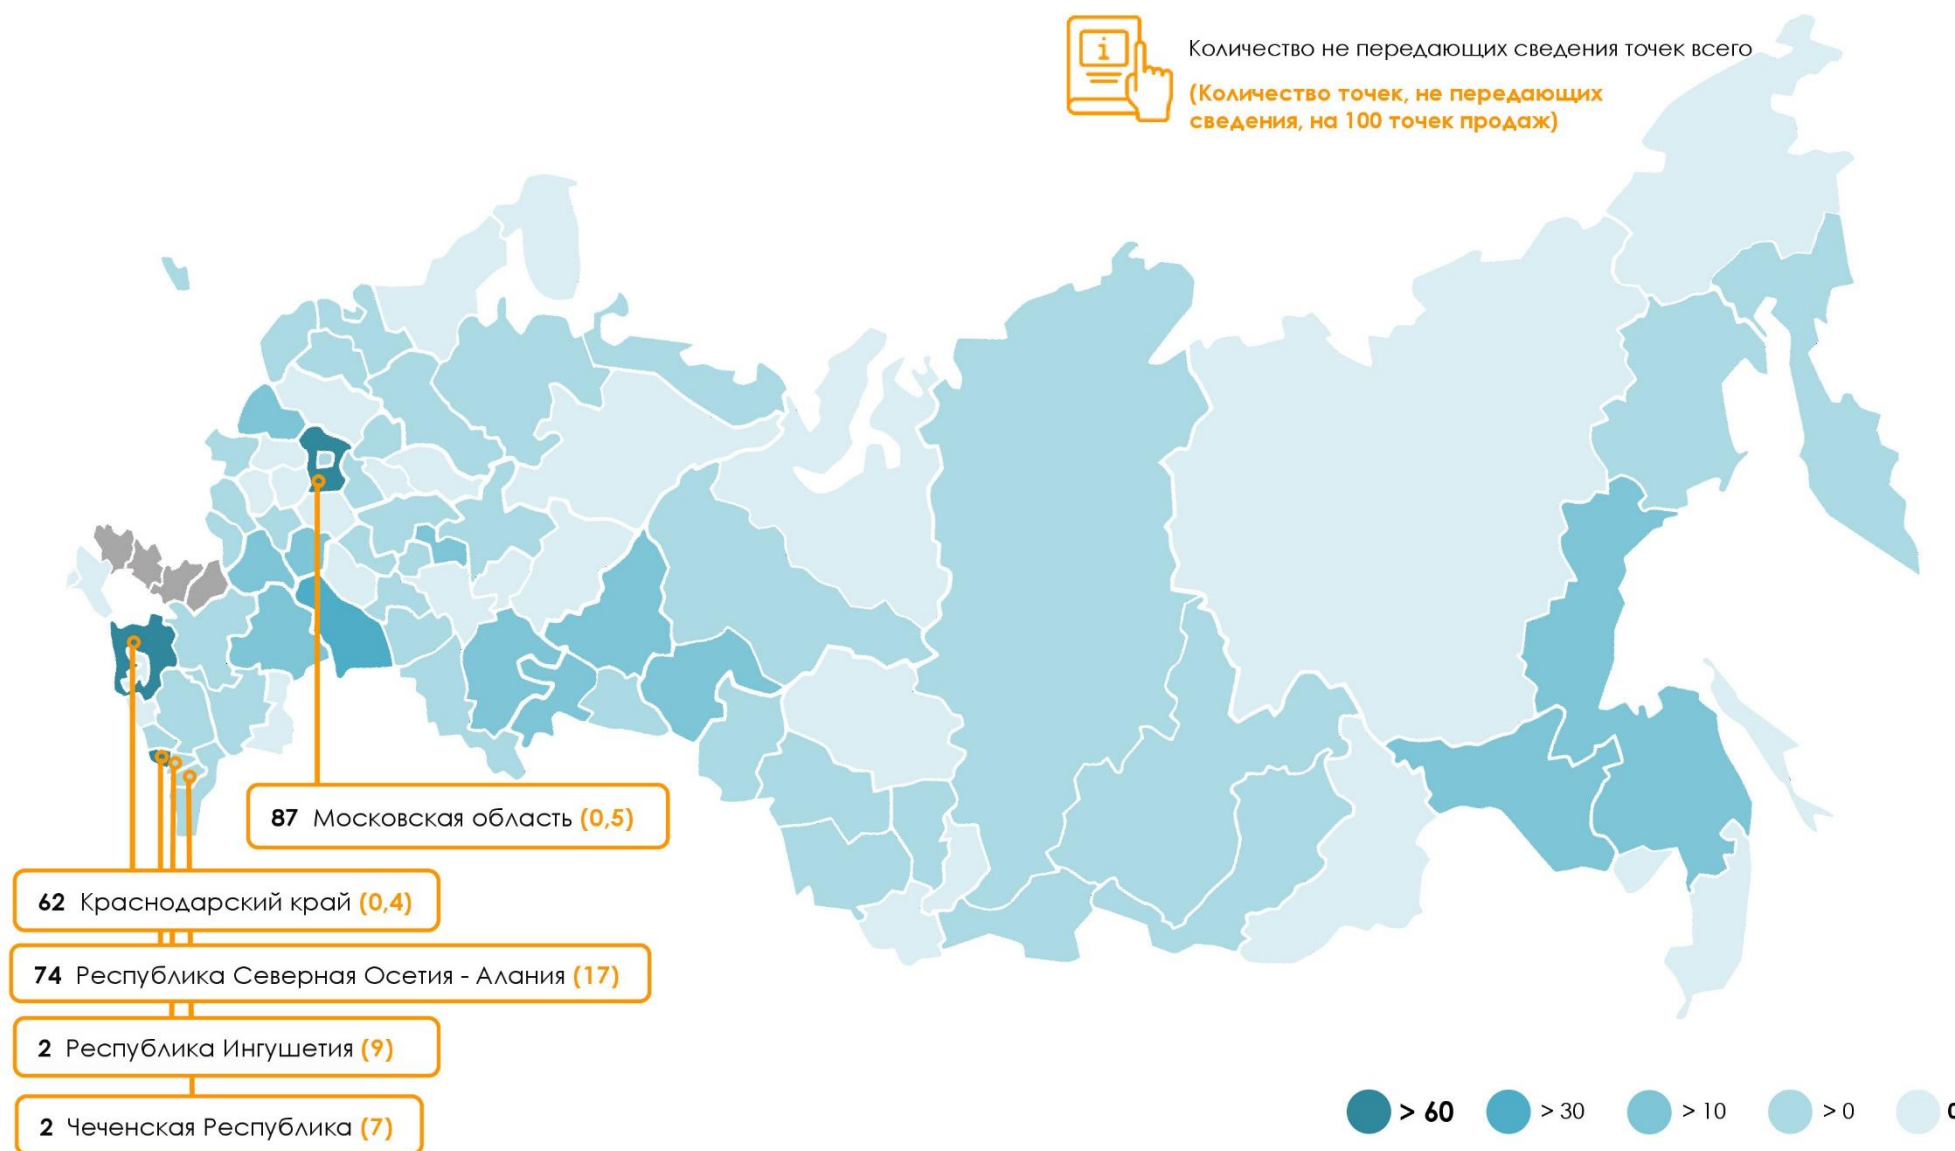 i
Количество не передающих сведения точек всего
(Количество точек, не передающих
сведения, на 100 точек продаж)
87 Московская область (0,5)
62 Краснодарский край (0,4)
74 Республика Северная Осетия - Алания (17)
2 Республика Ингушетия (9)
2 Чеченская Республика (7)
> 60 > 30 > 10 > 0 0